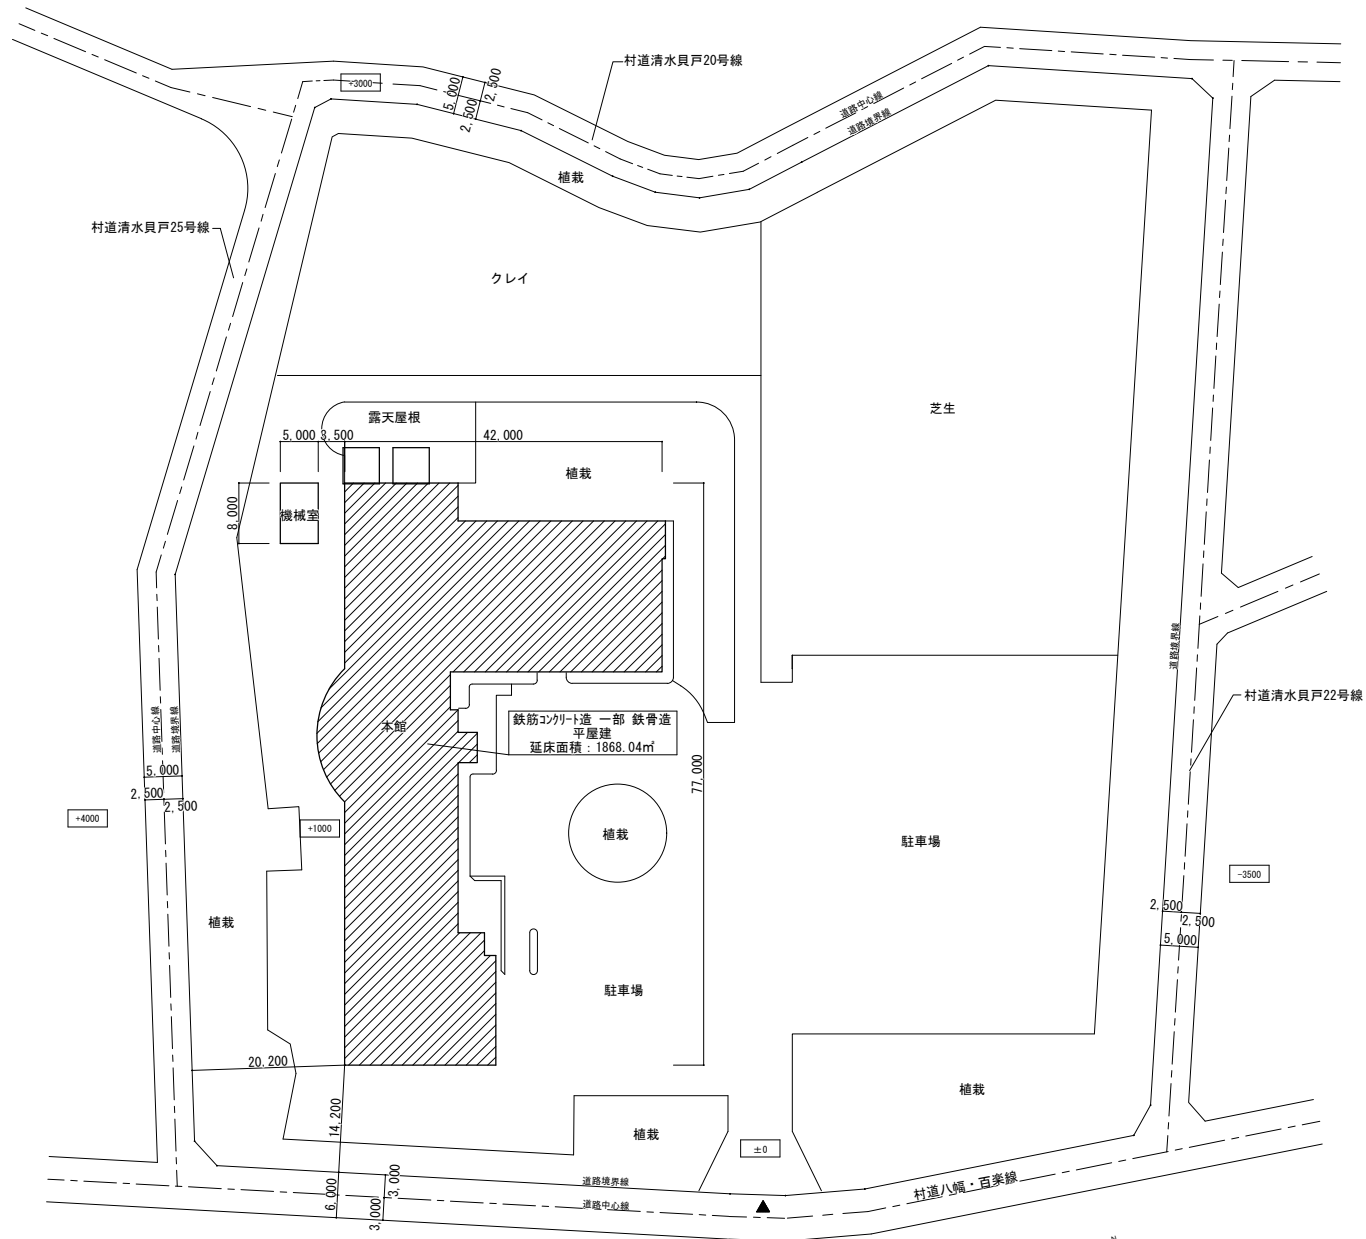 村道清水貝戸20号線
+3000
5,000
2,500
2,500
道路中心線
道路境界線
植栽
村道清水貝戸25号線
クレイ
芝生
露天屋根
5,000
3,500
42,000
植栽
8,000
機械室
道路境界線
村道清水貝戸22号線
本館
鉄筋コンクリート造 一部 鉄骨造
平屋建
延床面積：1868.04㎡
77,000
道路中心線
道路境界線
5,000
2,500
2,500
+4000
+1000
植栽
駐車場
-3500
植栽
2,500
2,500
5,000
駐車場
20,200
植栽
14,200
植栽
±0
6,000
3,000
3,000
道路境界線
道路中心線
村道八幡・百楽線